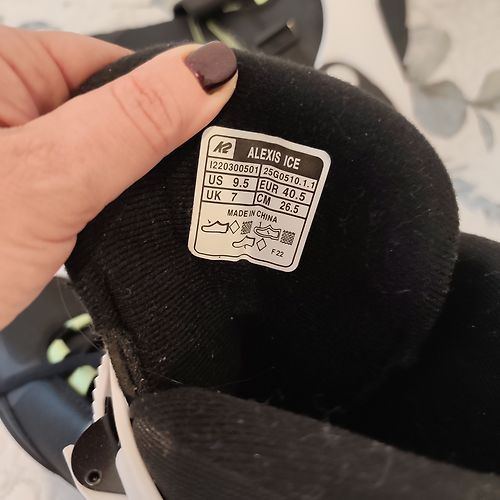 K2 ALEXIS ICE
I220300501 25G0510.1.1
US 9.5 EUR 40.5
UK 7 CM 26.5
MADE IN CHINA
F 22